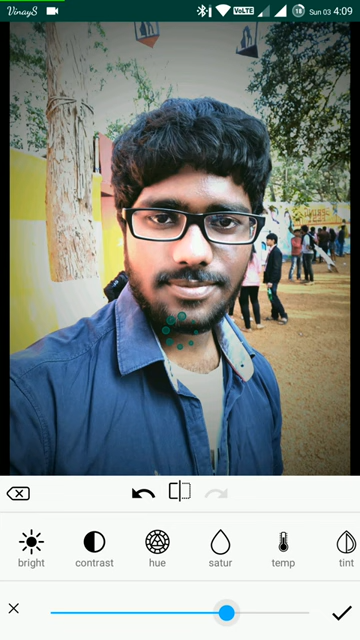 VinayS VoLTE 18 Sun 03 4:09
bright contrast hue satur temp tint